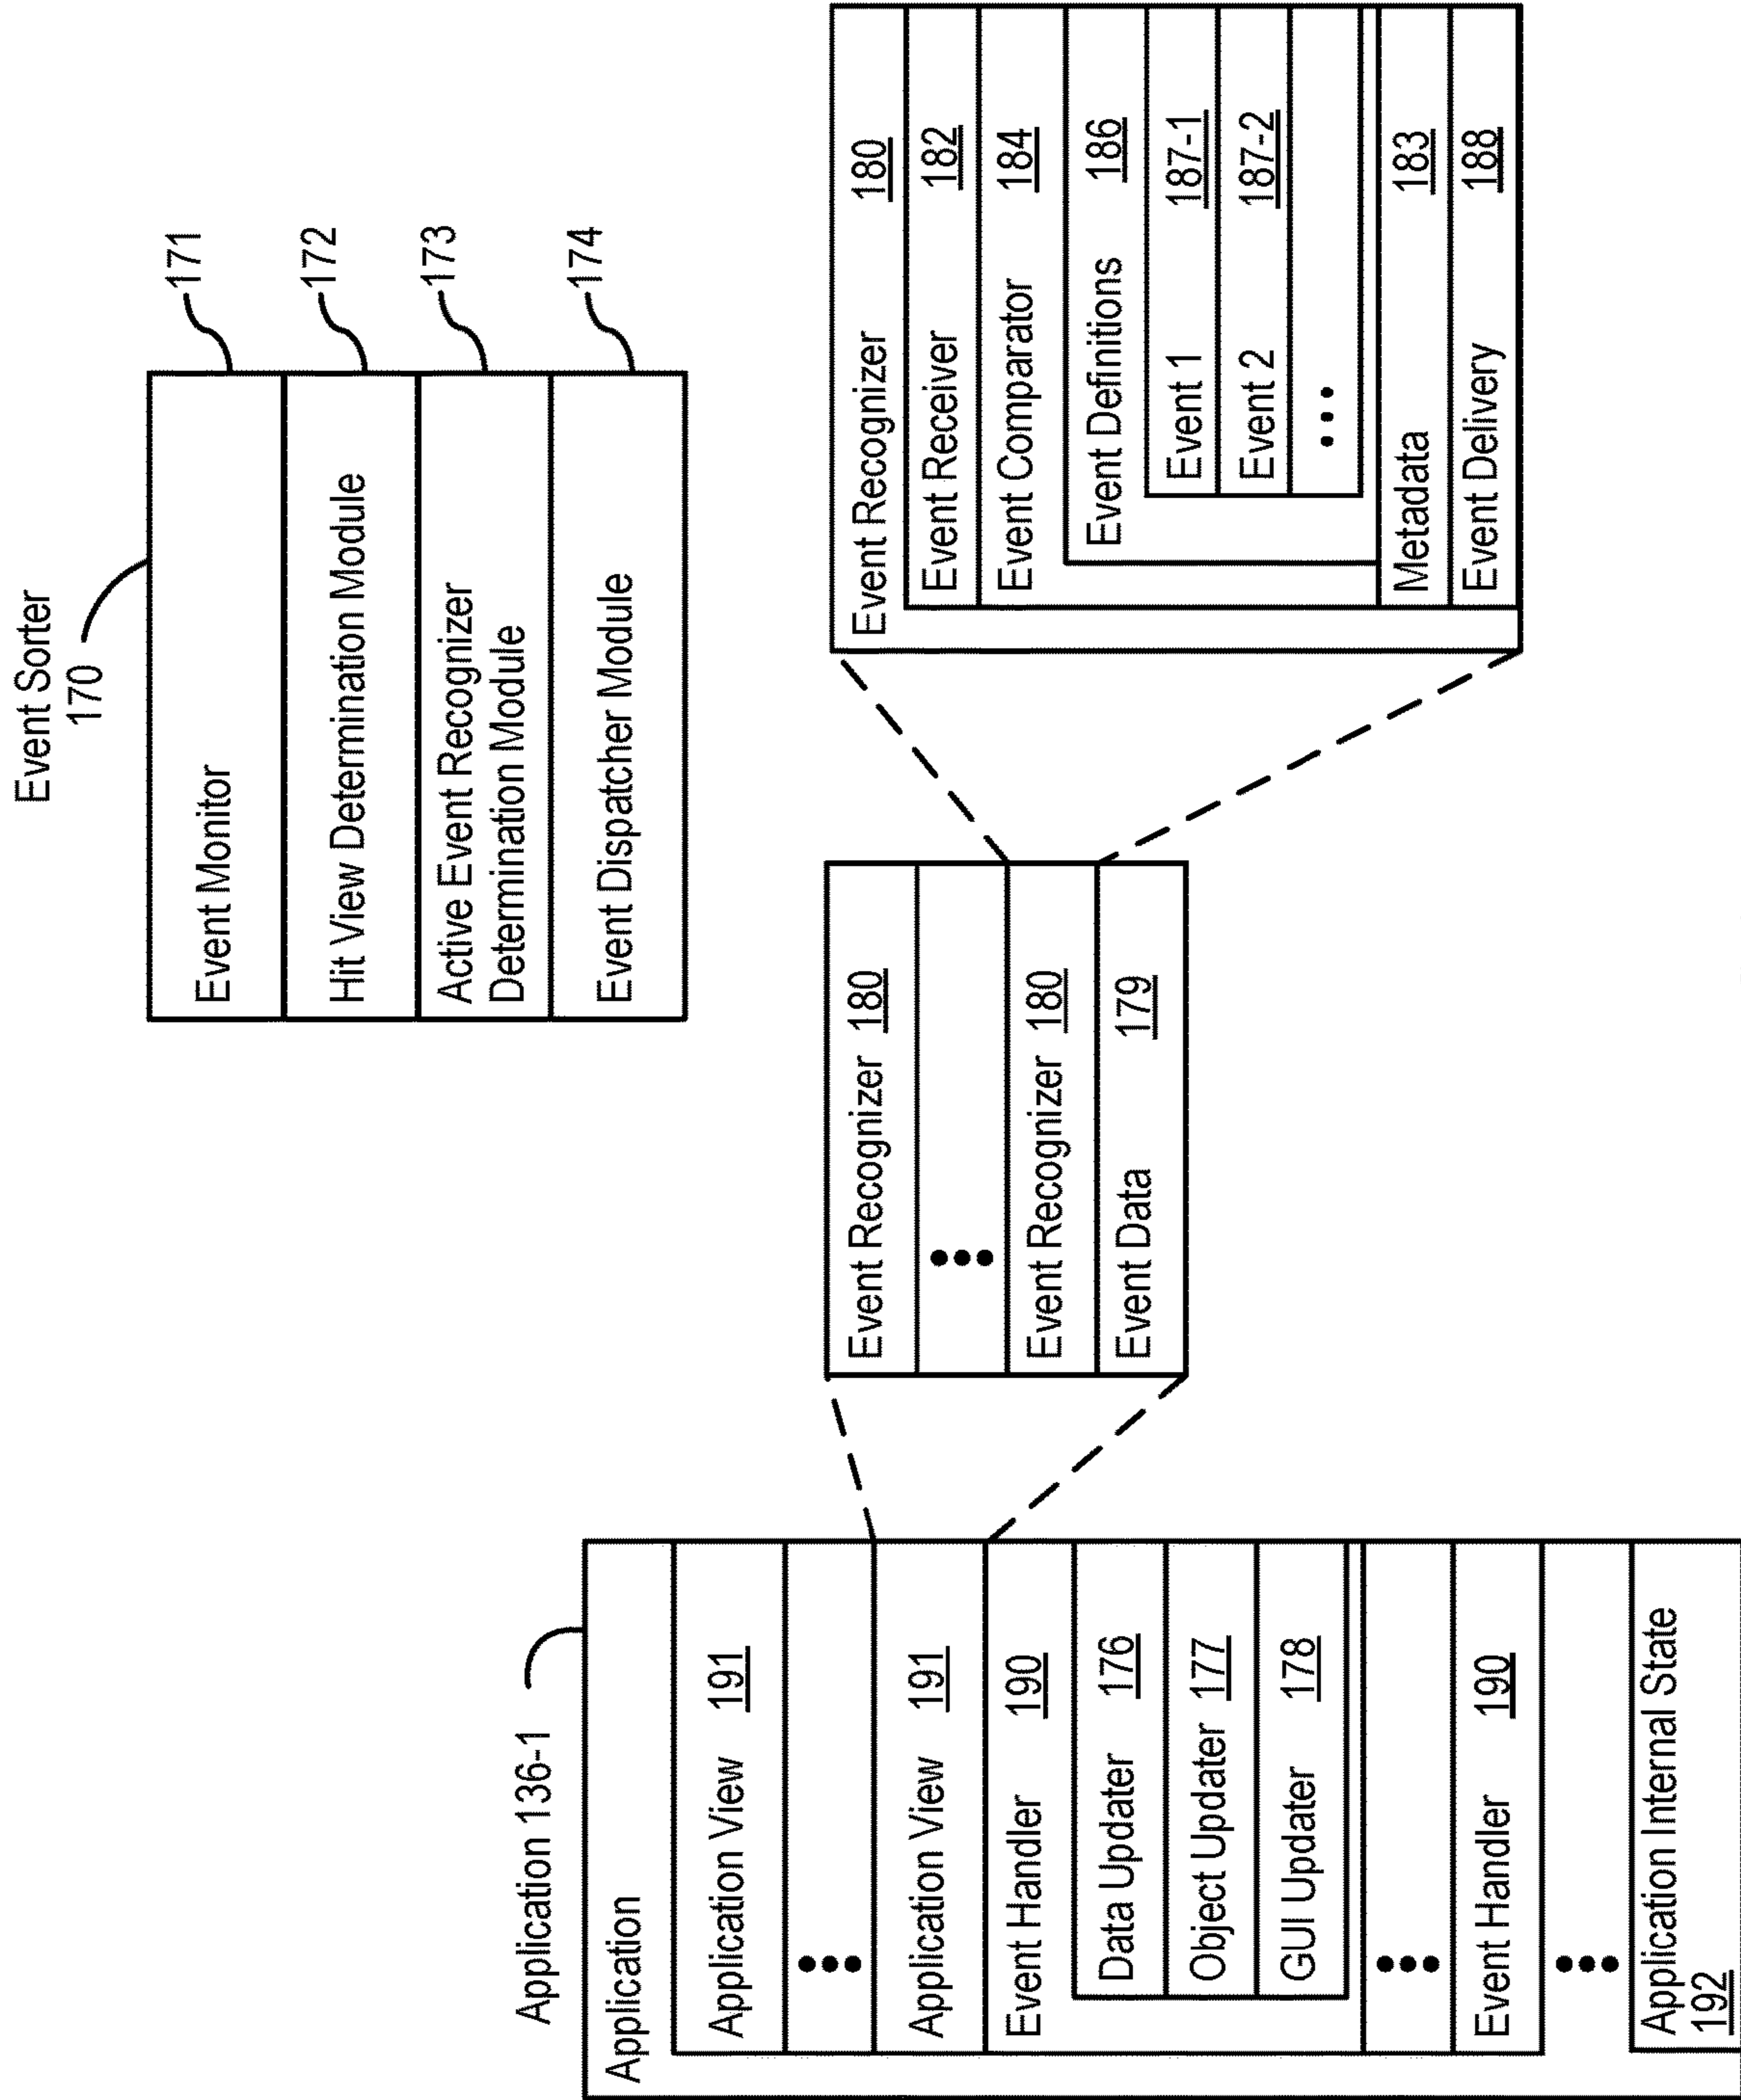 Event Sorter
170
Event Monitor
171
Hit View Determination Module
172
Active Event Recognizer
Determination Module
173
Event Dispatcher Module
174
Application 136-1
Application
Application View 191
•••
Application View 191
Event Handler 190
Data Updater 176
Object Updater 177
GUI Updater 178
•••
Event Handler 190
•••
Application Internal State
192
Event Recognizer 180
•••
Event Recognizer 180
Event Data 179
Event Recognizer 180
Event Receiver 182
Event Comparator 184
Event Definitions 186
Event 1 187-1
Event 2 187-2
•••
Metadata 183
Event Delivery 188